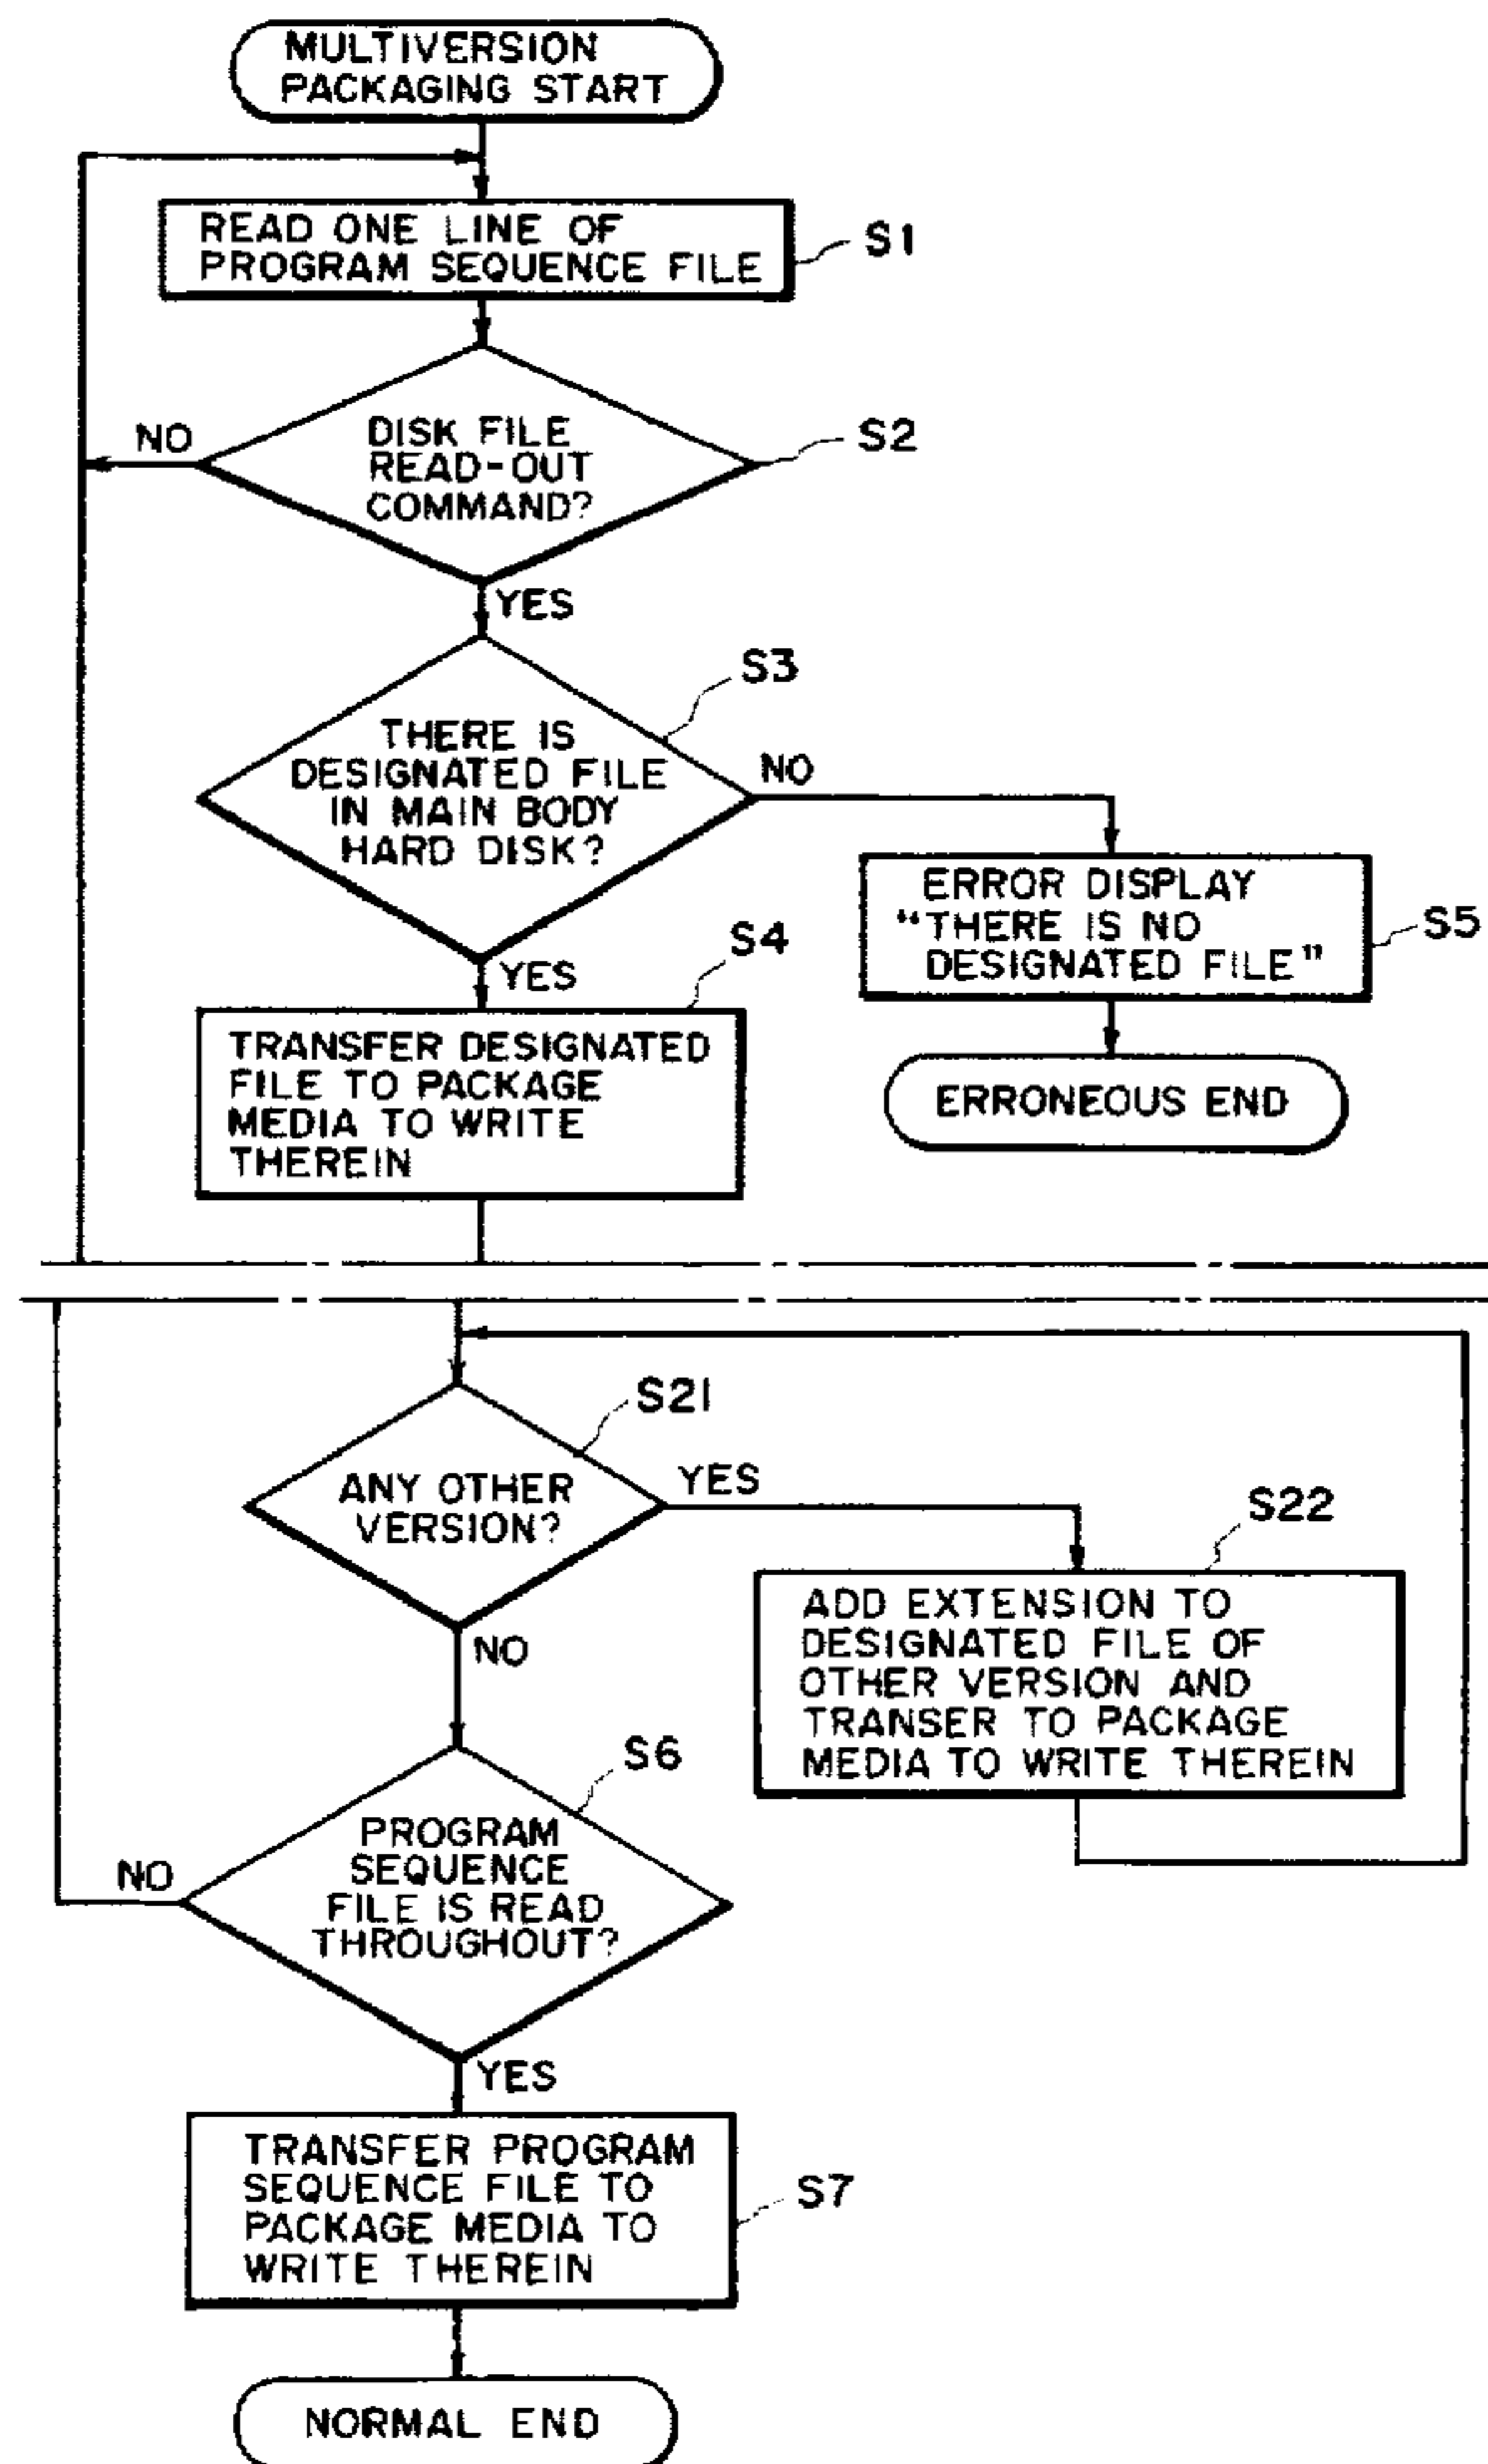 MULTIVERSION
PACKAGING START
READ ONE LINE OF
PROGRAM SEQUENCE FILE
S1
DISK FILE
READ-OUT
COMMAND?
S2
NO
YES
S3
THERE IS
DESIGNATED FILE
IN MAIN BODY
HARD DISK?
NO
ERROR DISPLAY
"THERE IS NO
DESIGNATED FILE"
S5
ERRONEOUS END
YES
S4
TRANSFER DESIGNATED
FILE TO PACKAGE
MEDIA TO WRITE
THEREIN
S21
ANY OTHER
VERSION?
YES
S22
ADD EXTENSION TO
DESIGNATED FILE OF
OTHER VERSION AND
TRANSER TO PACKAGE
MEDIA TO WRITE THEREIN
NO
S6
PROGRAM
SEQUENCE
FILE IS READ
THROUGHOUT?
NO
YES
TRANSFER PROGRAM
SEQUENCE FILE TO
PACKAGE MEDIA TO
WRITE THEREIN
S7
NORMAL END